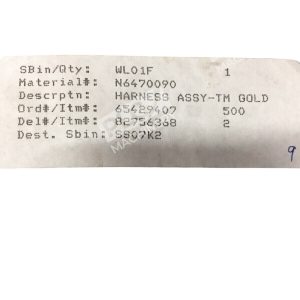 SBin/Qty: WL01F 1
Material#: N6470090
Descrptn: HARNESS ASSY-TM GOLD
Ord#/Itm#: 65429407 500
Del#/Itm#: 82756368 2
Dest. Sbin: SS07K2
9